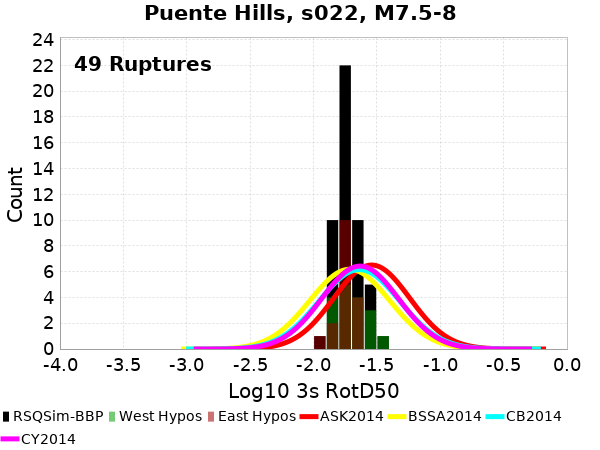 Puente Hills, s022, M7.5-8
49 Ruptures
24
22
20
18
16
14
12
10
8
6
4
2
0
Count
-4.0 -3.5 -3.0 -2.5 -2.0 -1.5 -1.0 -0.5 0.0
Log10 3s RotD50
RSQSim-BBP West Hypos East Hypos ASK2014 BSSA2014 CB2014
CY2014